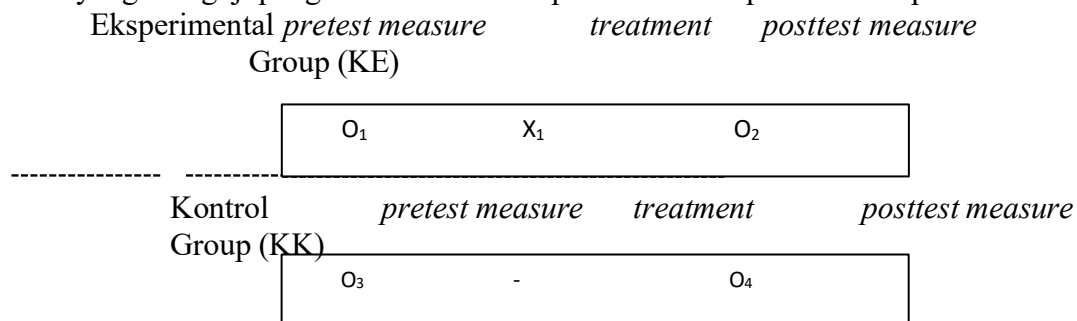 Eksperimental pretest measure treatment posttest measure
Group (KE)
O₁ X₁ O₂
Kontrol pretest measure treatment posttest measure
Group (KK)
O₃ - O₄